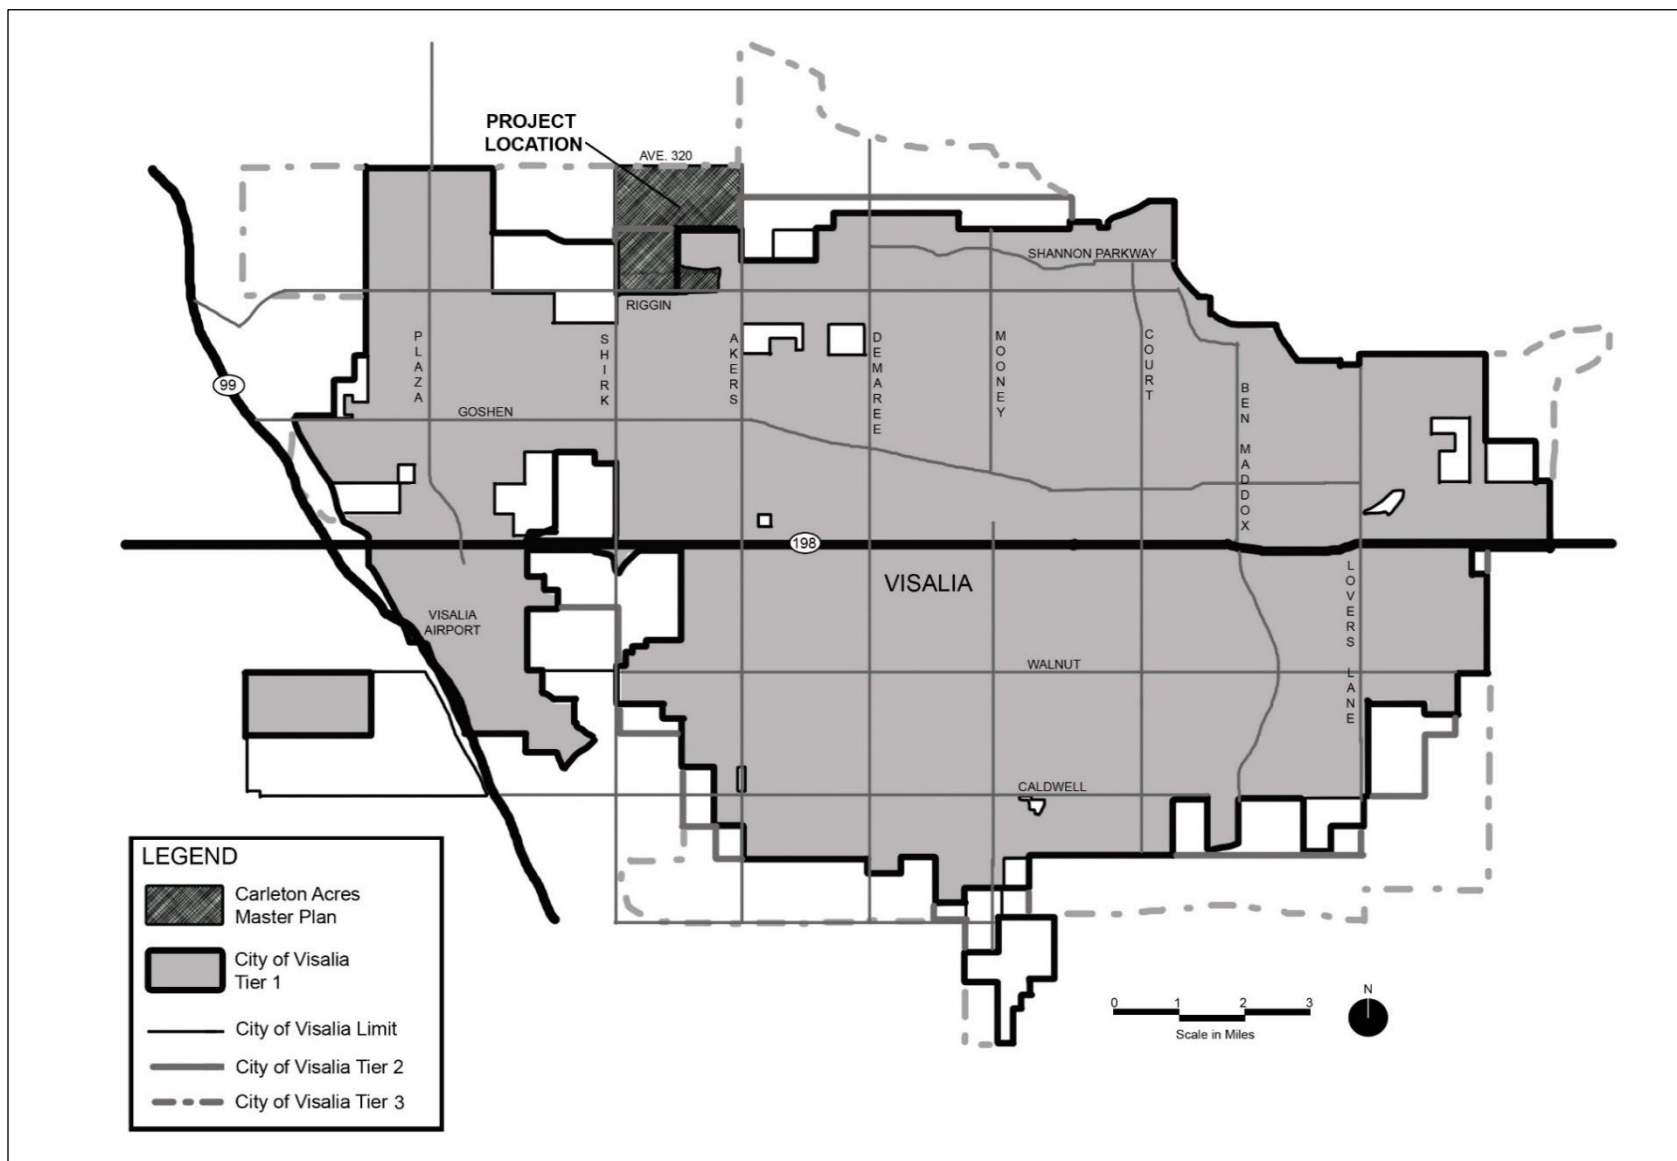 PROJECT
LOCATION
AVE. 320
SHANNON PARKWAY
RIGGIN
PLAZA
SHIRK
AKERS
DEMAREE
MOONEY
COURT
BEN MADDOX
99
GOSHEN
198
VISALIA
LOVERS LANE
VISALIA
AIRPORT
WALNUT
CALDWELL
LEGEND
Carleton Acres
Master Plan
City of Visalia
Tier 1
City of Visalia Limit
City of Visalia Tier 2
City of Visalia Tier 3
0 1 2 3
Scale in Miles
N